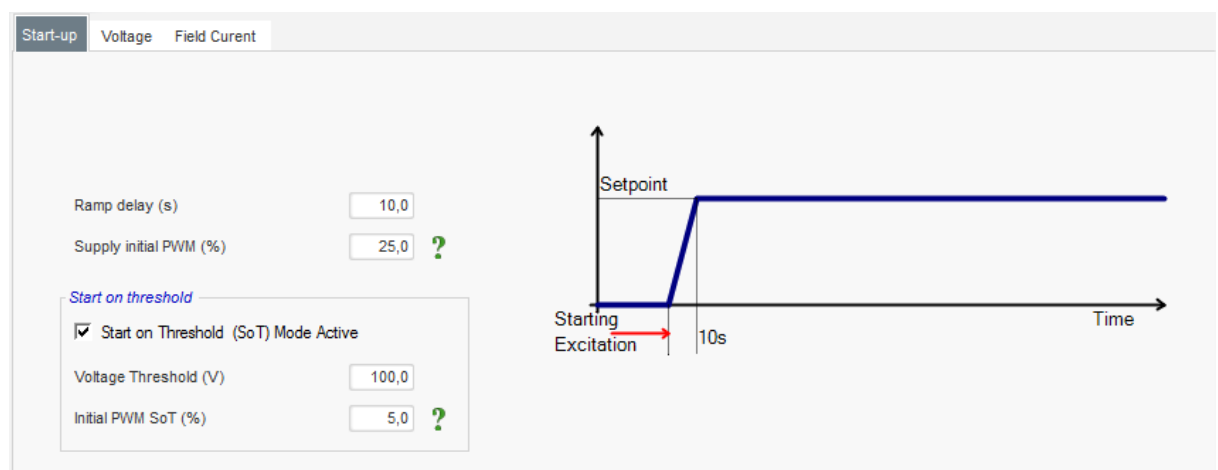 Start-up Voltage Field Curent
Ramp delay (s) 10,0
Supply initial PWM (%) 25,0 ?
Start on threshold
Start on Threshold (SoT) Mode Active
Voltage Threshold (V) 100,0
Initial PWM SoT (%) 5,0 ?
Setpoint
Starting
Excitation
10s
Time